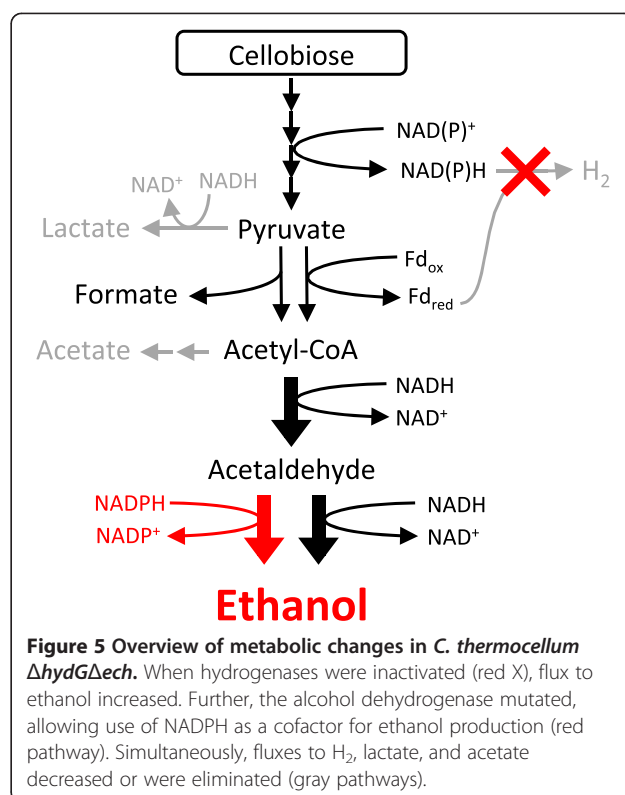 Cellobiose
NAD(P)⁺
NAD(P)H
H₂
NAD⁺
NADH
Lactate
Pyruvate
Fd_ox
Formate
Fd_red
Acetate
Acetyl-CoA
NADH
NAD⁺
Acetaldehyde
NADPH
NADH
NADP⁺
NAD⁺
Ethanol
Figure 5 Overview of metabolic changes in C. thermocellum
ΔhydGΔech. When hydrogenases were inactivated (red X), flux to
ethanol increased. Further, the alcohol dehydrogenase mutated,
allowing use of NADPH as a cofactor for ethanol production (red
pathway). Simultaneously, fluxes to H₂, lactate, and acetate
decreased or were eliminated (gray pathways).